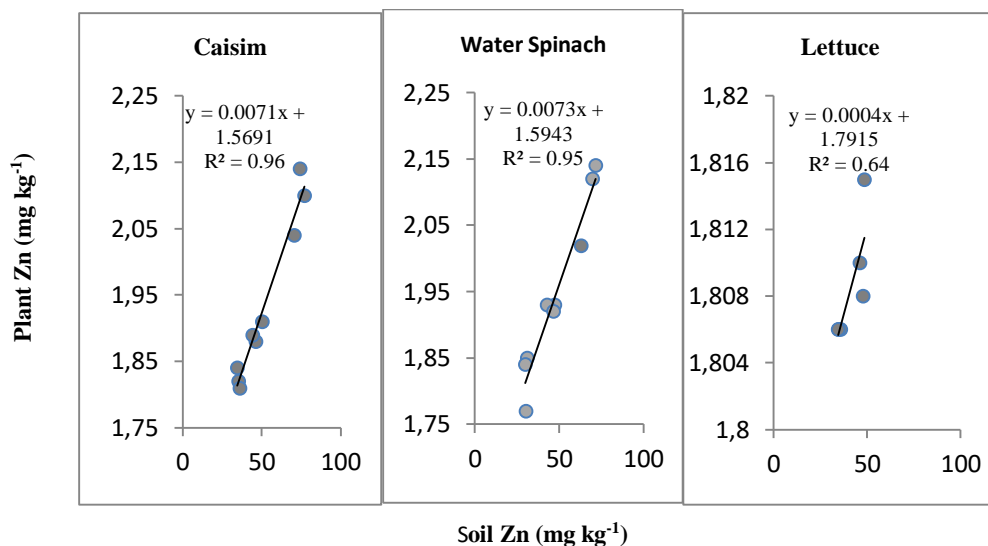 Caisim
y = 0.0071x +
1.5691
R² = 0.96
2,25
2,15
2,05
1,95
1,85
1,75
0 50 100
Water Spinach
y = 0.0073x +
1.5943
R² = 0.95
2,25
2,15
2,05
1,95
1,85
1,75
0 50 100
Lettuce
y = 0.0004x +
1.7915
R² = 0.64
1,82
1,816
1,812
1,808
1,804
1,8
0 50 100
Plant Zn (mg kg⁻¹)
Soil Zn (mg kg⁻¹)